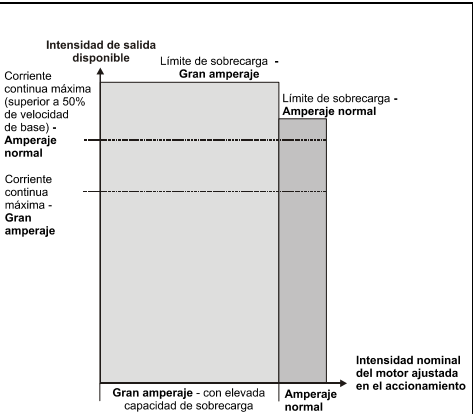 Intensidad de salida
disponible
Límite de sobrecarga -
Gran amperaje
Corriente
continua máxima
(superior a 50%
de velocidad
de base) -
Amperaje
normal
Límite de sobrecarga -
Amperaje normal
Corriente
continua
máxima -
Gran
amperaje
Intensidad nominal
del motor ajustada
en el accionamiento
Gran amperaje - con elevada
capacidad de sobrecarga
Amperaje
normal